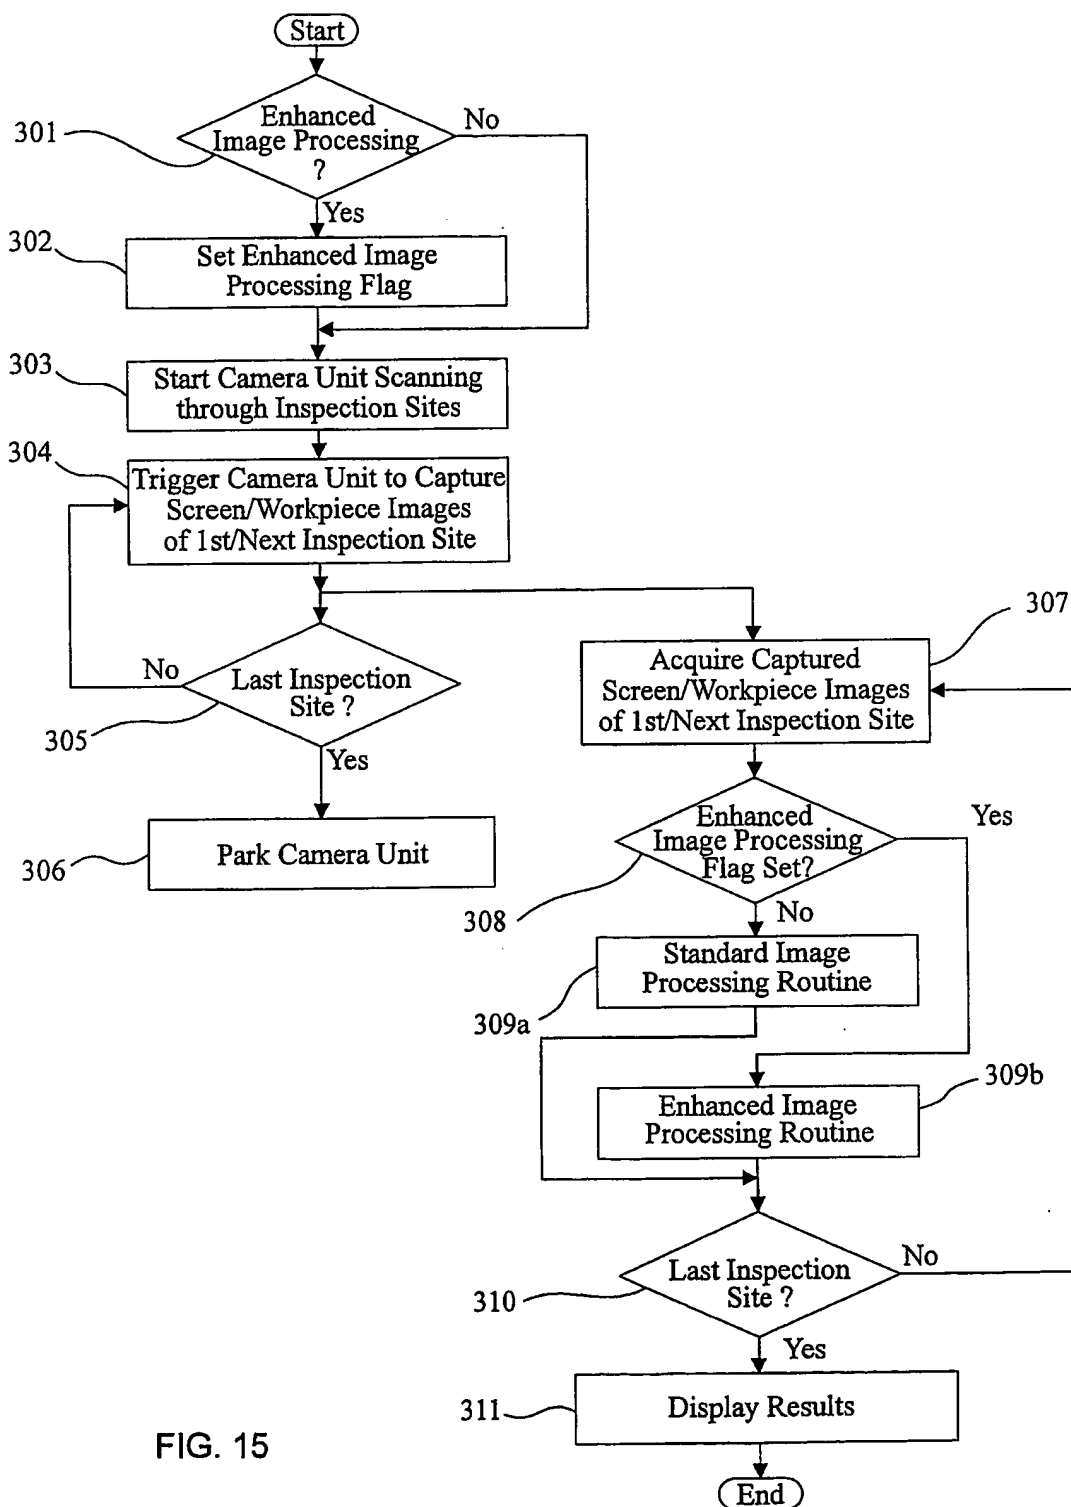 Start
Enhanced
Image Processing
?
No
301
Yes
302
Set Enhanced Image
Processing Flag
303
Start Camera Unit Scanning
through Inspection Sites
304
Trigger Camera Unit to Capture
Screen/Workpiece Images
of 1st/Next Inspection Site
No
Last Inspection
Site ?
305
Yes
306
Park Camera Unit
307
Acquire Captured
Screen/Workpiece Images
of 1st/Next Inspection Site
Enhanced
Image Processing
Flag Set?
Yes
308
No
Standard Image
Processing Routine
309a
309b
Enhanced Image
Processing Routine
Last Inspection
Site ?
No
310
Yes
311
Display Results
End
FIG. 15